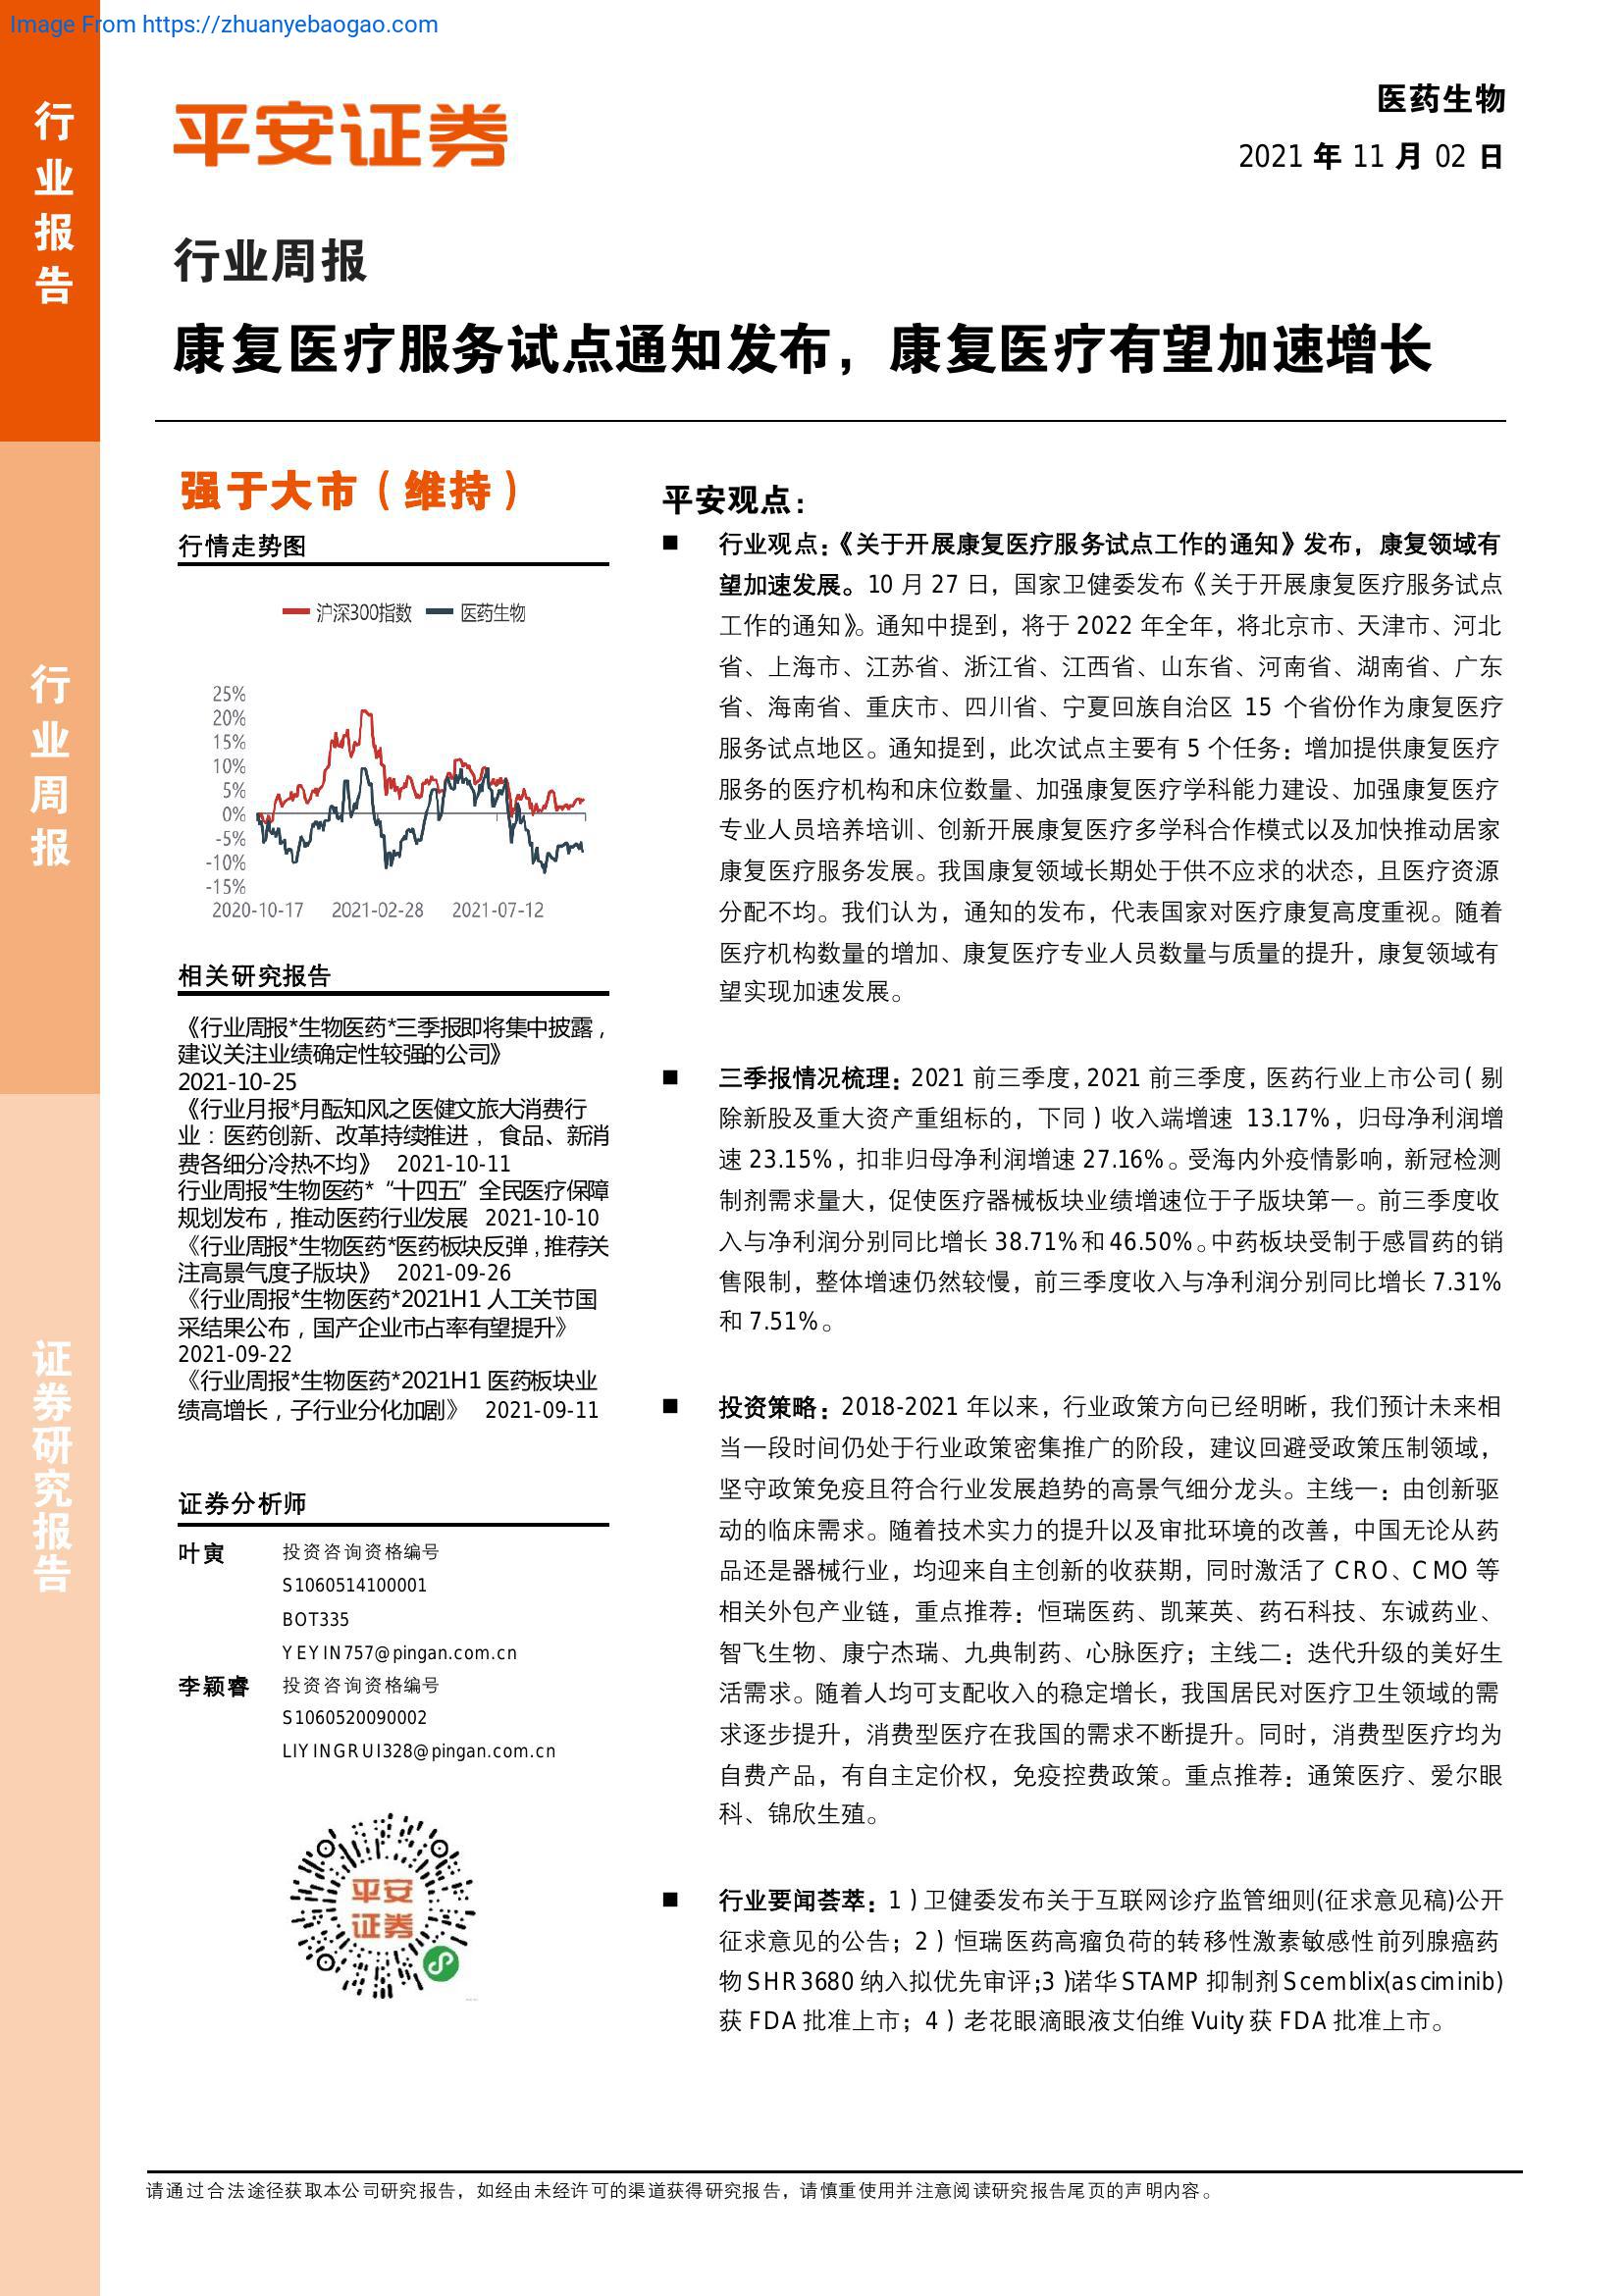 Image From https://zhuanyebaogao.com
行业报告
行业周报
证券研究报告
平安证券
医药生物
2021 年 11 月 02 日
行业周报
康复医疗服务试点通知发布，康复医疗有望加速增长
强于大市（维持）
行情走势图
沪深300指数 医药生物
25%
20%
15%
10%
5%
0%
-5%
-10%
-15%
2020-10-17 2021-02-28 2021-07-12
相关研究报告
《行业周报*生物医药*三季报即将集中披露，
建议关注业绩确定性较强的公司》
2021-10-25
《行业月报*月酝知风之医健文旅大消费行
业：医药创新、改革持续推进， 食品、新消
费各细分冷热不均》 2021-10-11
行业周报*生物医药*“十四五”全民医疗保障
规划发布，推动医药行业发展 2021-10-10
《行业周报*生物医药*医药板块反弹，推荐关
注高景气度子版块》 2021-09-26
《行业周报*生物医药*2021H1 人工关节国
采结果公布，国产企业市占率有望提升》
2021-09-22
《行业周报*生物医药*2021H1 医药板块业
绩高增长，子行业分化加剧》 2021-09-11
证券分析师
叶寅 投资咨询资格编号
S1060514100001
BOT335
YEYIN757@pingan.com.cn
李颖睿 投资咨询资格编号
S1060520090002
LIYINGRUI328@pingan.com.cn
平安
证券
平安观点：
■ 行业观点：《关于开展康复医疗服务试点工作的通知》发布，康复领域有
望加速发展。10 月 27 日，国家卫健委发布《关于开展康复医疗服务试点
工作的通知》。通知中提到，将于 2022 年全年，将北京市、天津市、河北
省、上海市、江苏省、浙江省、江西省、山东省、河南省、湖南省、广东
省、海南省、重庆市、四川省、宁夏回族自治区 15 个省份作为康复医疗
服务试点地区。通知提到，此次试点主要有 5 个任务：增加提供康复医疗
服务的医疗机构和床位数量、加强康复医疗学科能力建设、加强康复医疗
专业人员培养培训、创新开展康复医疗多学科合作模式以及加快推动居家
康复医疗服务发展。我国康复领域长期处于供不应求的状态，且医疗资源
分配不均。我们认为，通知的发布，代表国家对医疗康复高度重视。随着
医疗机构数量的增加、康复医疗专业人员数量与质量的提升，康复领域有
望实现加速发展。
■ 三季报情况梳理：2021 前三季度，2021 前三季度，医药行业上市公司（剔
除新股及重大资产重组标的，下同）收入端增速 13.17%，归母净利润增
速 23.15%，扣非归母净利润增速 27.16%。受海内外疫情影响，新冠检测
制剂需求量大，促使医疗器械板块业绩增速位于子版块第一。前三季度收
入与净利润分别同比增长 38.71%和 46.50%。中药板块受制于感冒药的销
售限制，整体增速仍然较慢，前三季度收入与净利润分别同比增长 7.31%
和 7.51%。
■ 投资策略：2018-2021 年以来，行业政策方向已经明晰，我们预计未来相
当一段时间仍处于行业政策密集推广的阶段，建议回避受政策压制领域，
坚守政策免疫且符合行业发展趋势的高景气细分龙头。主线一：由创新驱
动的临床需求。随着技术实力的提升以及审批环境的改善，中国无论从药
品还是器械行业，均迎来自主创新的收获期，同时激活了 CRO、CMO 等
相关外包产业链，重点推荐：恒瑞医药、凯莱英、药石科技、东诚药业、
智飞生物、康宁杰瑞、九典制药、心脉医疗；主线二：迭代升级的美好生
活需求。随着人均可支配收入的稳定增长，我国居民对医疗卫生领域的需
求逐步提升，消费型医疗在我国的需求不断提升。同时，消费型医疗均为
自费产品，有自主定价权，免疫控费政策。重点推荐：通策医疗、爱尔眼
科、锦欣生殖。
■ 行业要闻荟萃：1）卫健委发布关于互联网诊疗监管细则(征求意见稿)公开
征求意见的公告；2）恒瑞医药高瘤负荷的转移性激素敏感性前列腺癌药
物 SHR3680 纳入拟优先审评；3）诺华 STAMP 抑制剂 Scemblix(asciminib)
获 FDA 批准上市；4）老花眼滴眼液艾伯维 Vuity 获 FDA 批准上市。
请通过合法途径获取本公司研究报告，如经由未经许可的渠道获得研究报告，请慎重使用并注意阅读研究报告尾页的声明内容。